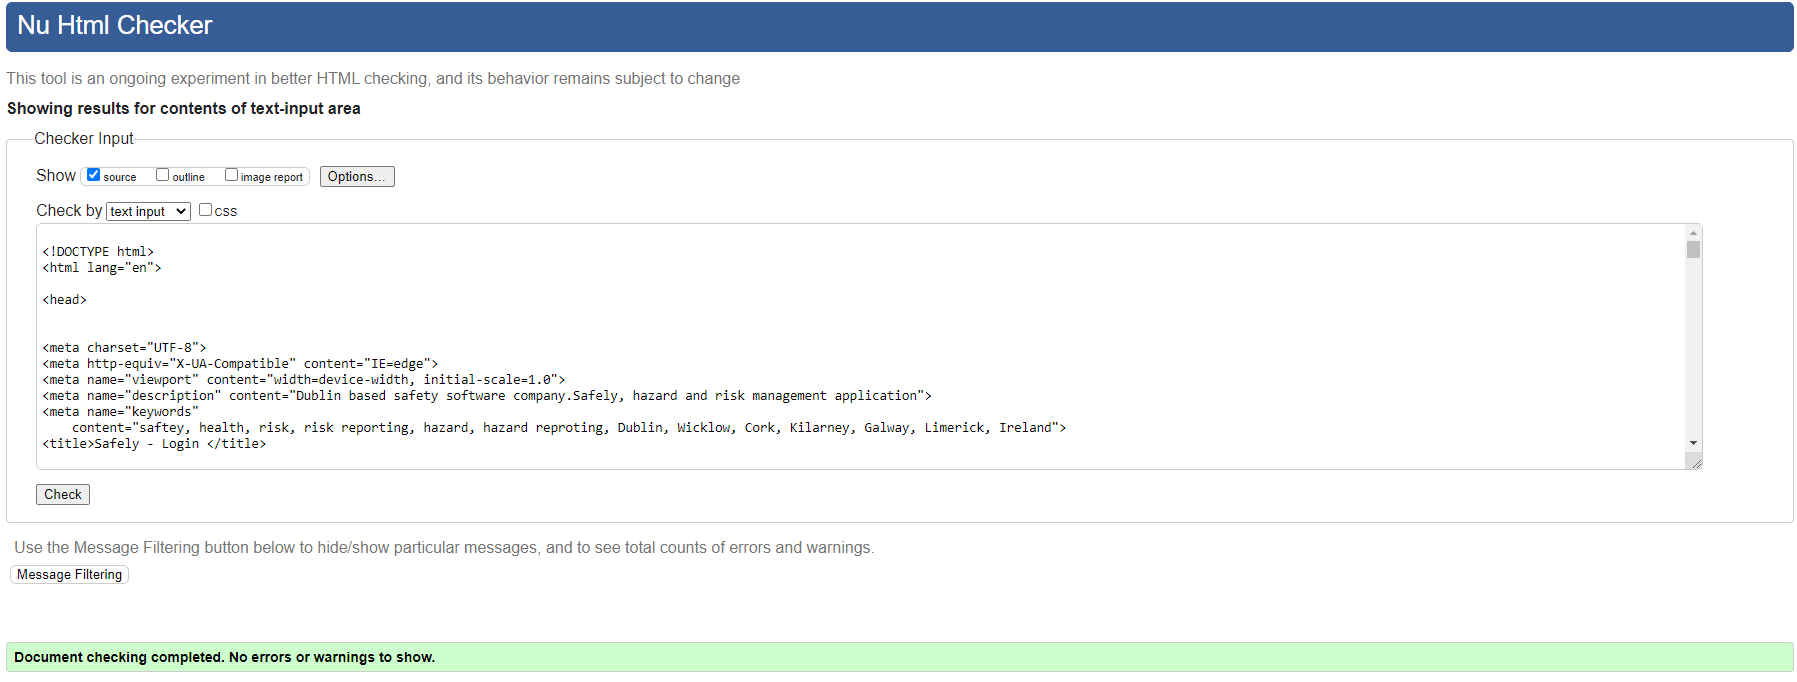 Nu Html Checker
This tool is an ongoing experiment in better HTML checking, and its behavior remains subject to change
Showing results for contents of text-input area
Checker Input
Show source outline image report Options...
Check by text input css
<!DOCTYPE html>
<html lang="en">
<head>
<meta charset="UTF-8">
<meta http-equiv="X-UA-Compatible" content="IE=edge">
<meta name="viewport" content="width=device-width, initial-scale=1.0">
<meta name="description" content="Dublin based safety software company.Safely, hazard and risk management application">
<meta name="keywords"
content="saftey, health, risk, risk reporting, hazard, hazard reproting, Dublin, Wicklow, Cork, Kilarney, Galway, Limerick, Ireland">
<title>Safely - Login </title>
Check
Use the Message Filtering button below to hide/show particular messages, and to see total counts of errors and warnings.
Message Filtering
Document checking completed. No errors or warnings to show.